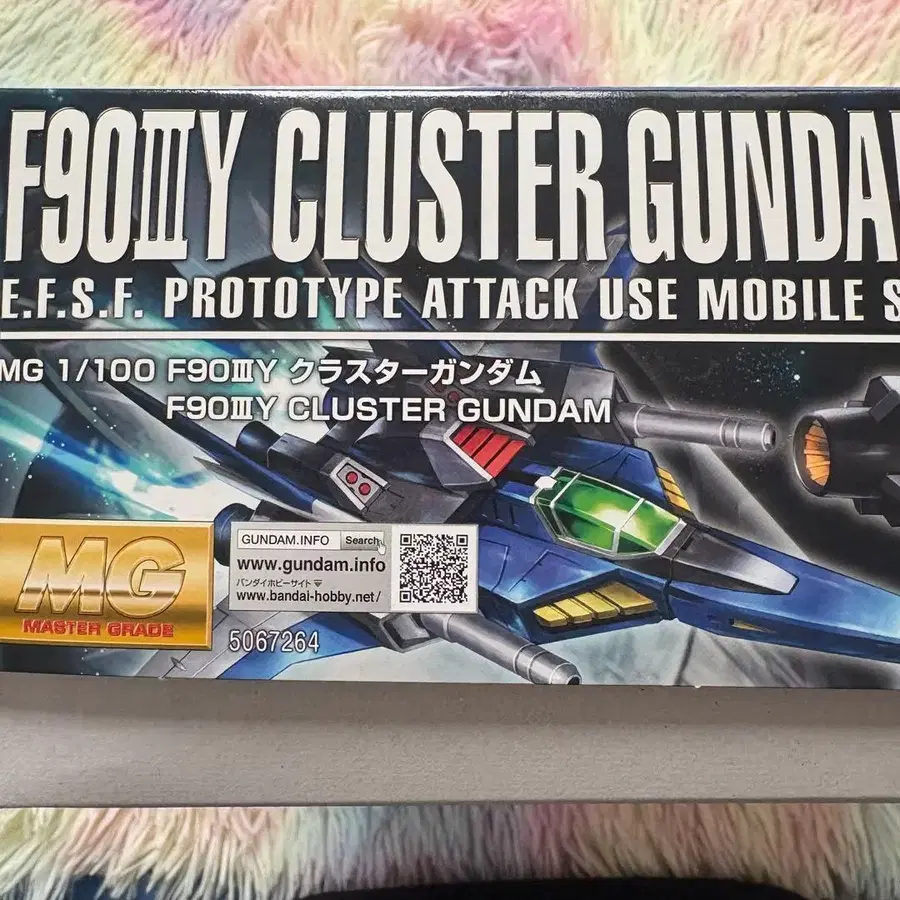 F90ⅢY CLUSTER GUNDA
E.F.S.F. PROTOTYPE ATTACK USE MOBILE S
MG 1/100 F90ⅢY クラスターガンダム
F90ⅢY CLUSTER GUNDAM
MG
MASTER GRADE
GUNDAM.INFO Search
www.gundam.info
バンダイホビーサイト
www.bandai-hobby.net/
5067264